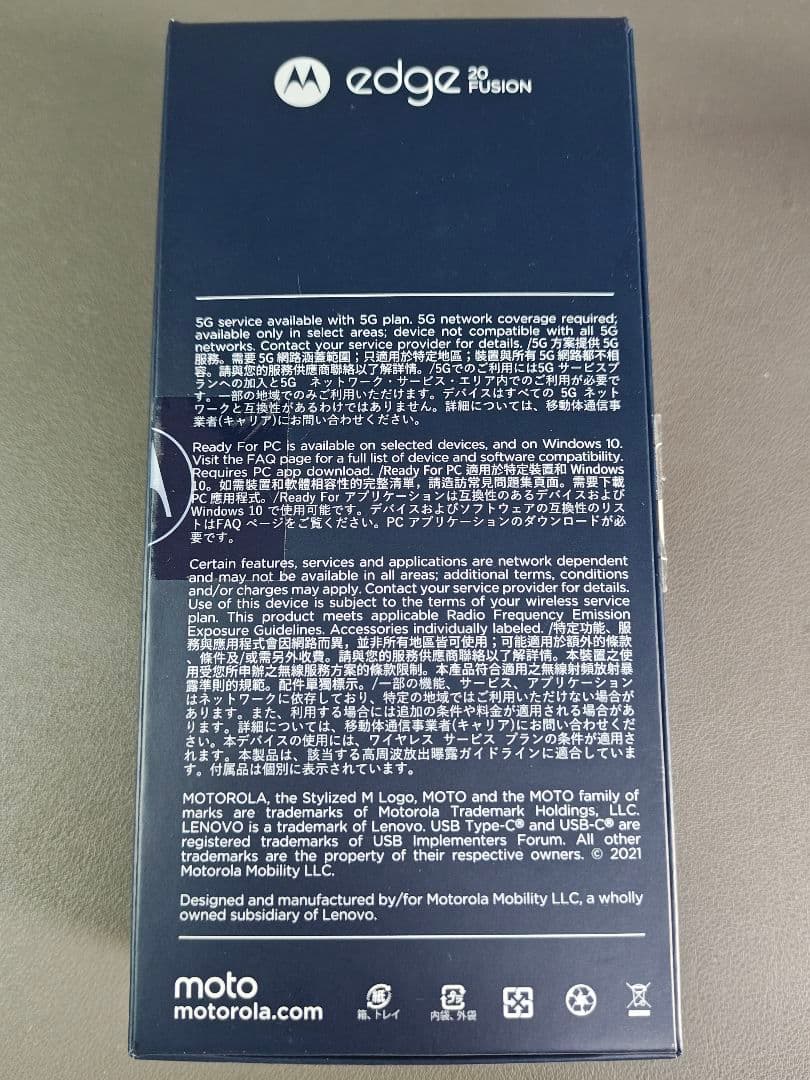 edge 20 FUSION
5G service available with 5G plan. 5G network coverage required;
available only in select areas; device not compatible with all 5G
networks. Contact your service provider for details. /5G 方案提供 5G
服務。需要 5G 網路涵蓋範圍；只適用於特定地區；裝置與所有 5G 網路都不相
容。請與您的服務供應商聯絡以了解詳情。/5Gでのご利用には5G サービスプ
ランへの加入と5G　ネットワーク・サービス・エリア内でのご利用が必要で
す。一部の地域でのみご利用いただけます。デバイスはすべての 5G ネット
ワークと互換性があるわけではありません。詳細については、移動体通信事
業者(キャリア)にお問い合わせください。
Ready For PC is available on selected devices, and on Windows 10.
Visit the FAQ page for a full list of device and software compatibility.
Requires PC app download. /Ready For PC 適用於特定裝置和 Windows
10。如需裝置和軟體相容性的完整清單，請造訪常見問題集頁面。需要下載
PC 應用程式。/Ready For アプリケーションは互換性のあるデバイスおよび
Windows 10 で使用可能です。デバイスおよびソフトウェアの互換性のリス
トはFAQ ページをご覧ください。PC アプリケーションのダウンロードが必
要です。
Certain features, services and applications are network dependent
and may not be available in all areas; additional terms, conditions
and/or charges may apply. Contact your service provider for details.
Use of this device is subject to the terms of your wireless service
plan. This product meets applicable Radio Frequency Emission
Exposure Guidelines. Accessories individually labeled. /特定功能、服
務與應用程式會因網路而異，並非所有地區皆可使用；可能適用於額外的條款
、條件及/或需另外收費。請與您的服務供應商聯絡以了解詳情。本裝置之使
用受您所申辦之無線服務方案的條款限制。本產品符合適用之無線射頻放射暴
露準則的規範。配件單獨標示。/一部の機能、サービス、アプリケーション
はネットワークに依存しており、特定の地域ではご利用いただけない場合が
あります。また、利用する場合には追加の条件や料金が適用される場合があ
ります。詳細については、移動体通信事業者(キャリア)にお問い合わせくだ
さい。本デバイスの使用には、ワイヤレス サービス プランの条件が適用さ
れます。本製品は、該当する高周波放出曝露ガイドラインに適合していま
す。付属品は個別に表示されています。
MOTOROLA, the Stylized M Logo, MOTO and the MOTO family of
marks are trademarks of Motorola Trademark Holdings, LLC.
LENOVO is a trademark of Lenovo. USB Type-C® and USB-C® are
registered trademarks of USB Implementers Forum. All other
trademarks are the property of their respective owners. © 2021
Motorola Mobility LLC.
Designed and manufactured by/for Motorola Mobility LLC, a wholly
owned subsidiary of Lenovo.
moto
motorola.com
紙
箱、トレイ
プラ
内袋、外袋